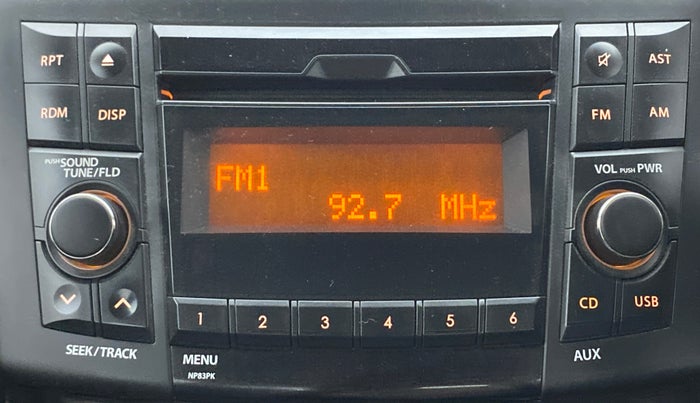 RPT
AST
RDM DISP
FM AM
PUSH SOUND
TUNE/FLD
VOL PUSH PWR
FM1
92.7 MHz
CD USB
1 2 3 4 5 6
SEEK/TRACK
MENU
NP83PK
AUX